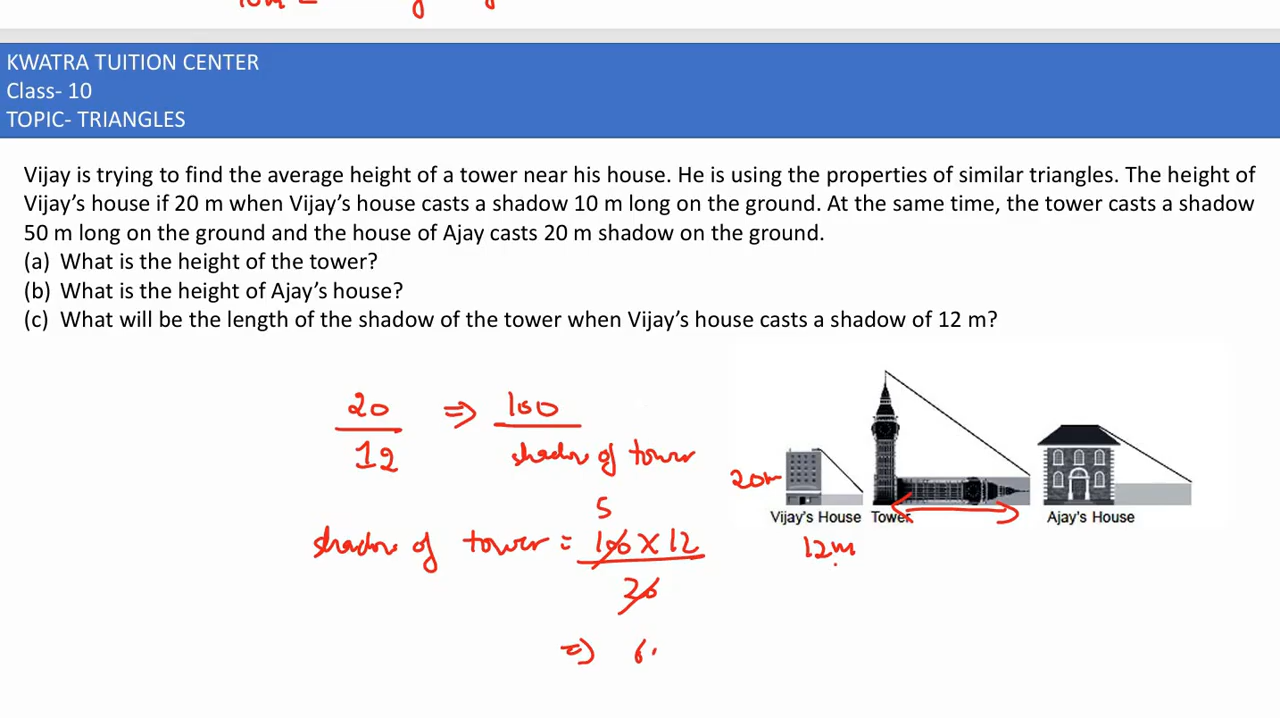 KWATRA TUITION CENTER
Class- 10
TOPIC- TRIANGLES
Vijay is trying to find the average height of a tower near his house. He is using the properties of similar triangles. The height of
Vijay's house if 20 m when Vijay's house casts a shadow 10 m long on the ground. At the same time, the tower casts a shadow
50 m long on the ground and the house of Ajay casts 20 m shadow on the ground.
(a) What is the height of the tower?
(b) What is the height of Ajay's house?
(c) What will be the length of the shadow of the tower when Vijay's house casts a shadow of 12 m?
20 ⇒ 100
12 shadow of tower
20m
Vijay's House Tower Ajay's House
5
shadow of tower = 100 × 12
12m
20
⇒ 6